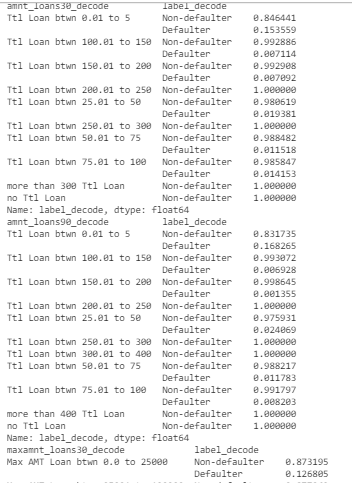 amnt_loans30_decode label_decode
Ttl Loan btwn 0.01 to 5 Non-defaulter 0.846441
Defaulter 0.153559
Ttl Loan btwn 100.01 to 150 Non-defaulter 0.992886
Defaulter 0.007114
Ttl Loan btwn 150.01 to 200 Non-defaulter 0.992908
Defaulter 0.007092
Ttl Loan btwn 200.01 to 250 Non-defaulter 1.000000
Ttl Loan btwn 25.01 to 50 Non-defaulter 0.980619
Defaulter 0.019381
Ttl Loan btwn 250.01 to 300 Non-defaulter 1.000000
Ttl Loan btwn 50.01 to 75 Non-defaulter 0.988482
Defaulter 0.011518
Ttl Loan btwn 75.01 to 100 Non-defaulter 0.985847
Defaulter 0.014153
more than 300 Ttl Loan Non-defaulter 1.000000
no Ttl Loan Non-defaulter 1.000000
Name: label_decode, dtype: float64
amnt_loans90_decode label_decode
Ttl Loan btwn 0.01 to 5 Non-defaulter 0.831735
Defaulter 0.168265
Ttl Loan btwn 100.01 to 150 Non-defaulter 0.993072
Defaulter 0.006928
Ttl Loan btwn 150.01 to 200 Non-defaulter 0.998645
Defaulter 0.001355
Ttl Loan btwn 200.01 to 250 Non-defaulter 1.000000
Ttl Loan btwn 25.01 to 50 Non-defaulter 0.975931
Defaulter 0.024069
Ttl Loan btwn 250.01 to 300 Non-defaulter 1.000000
Ttl Loan btwn 300.01 to 400 Non-defaulter 1.000000
Ttl Loan btwn 50.01 to 75 Non-defaulter 0.988217
Defaulter 0.011783
Ttl Loan btwn 75.01 to 100 Non-defaulter 0.991797
Defaulter 0.008203
more than 400 Ttl Loan Non-defaulter 1.000000
no Ttl Loan Non-defaulter 1.000000
Name: label_decode, dtype: float64
maxamnt_loans30_decode label_decode
Max AMT Loan btwn 0.0 to 25000 Non-defaulter 0.873195
Defaulter 0.126805